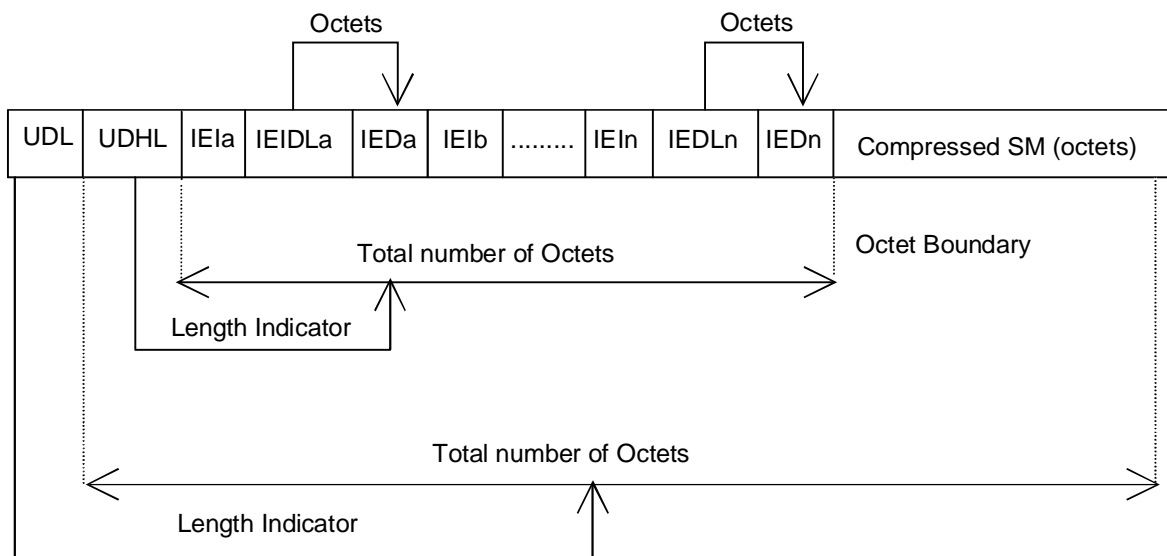 Octets Octets
UDL UDHL IEIa IEIDLa IEDa IEIb ......... IEIn IEDLn IEDn Compressed SM (octets)
Total number of Octets Octet Boundary
Length Indicator
Total number of Octets
Length Indicator